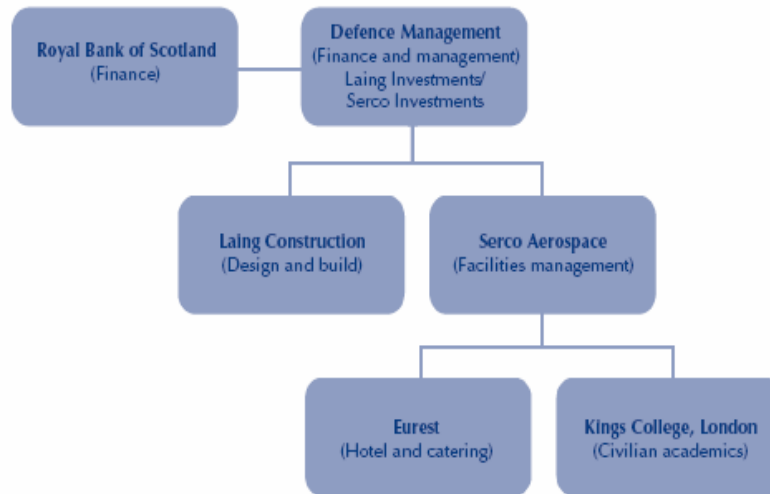 Royal Bank of Scotland
(Finance)
Defence Management
(Finance and management)
Laing Investments/
Serco Investments
Laing Construction
(Design and build)
Serco Aerospace
(Facilities management)
Eurest
(Hotel and catering)
Kings College, London
(Civilian academics)